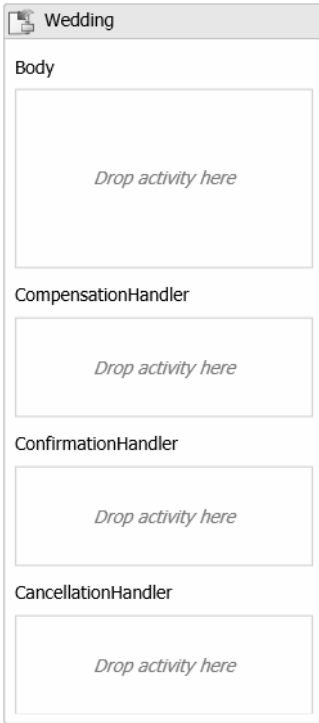 Wedding
Body
Drop activity here
CompensationHandler
Drop activity here
ConfirmationHandler
Drop activity here
CancellationHandler
Drop activity here